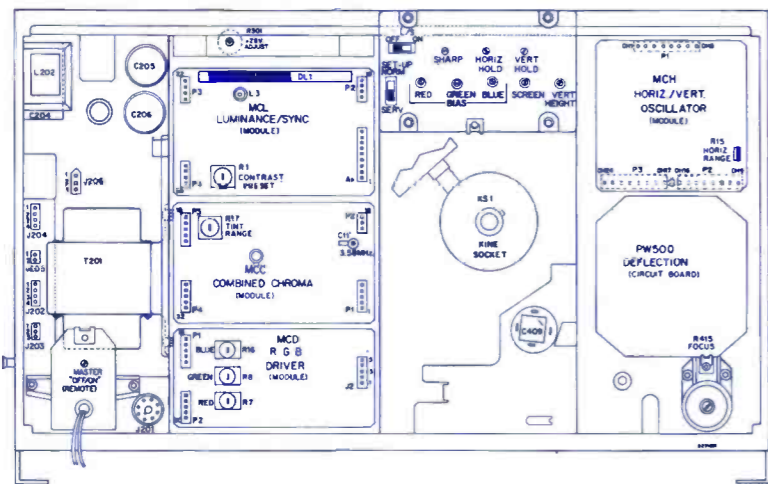 R301
+28V
ADJUST
OFF
ON
SHARP
HORIZ
HOLD
VERT
HOLD
SET-UP
NORM
SERV
RED
GREEN
BIAS
BLUE
SCREEN
VERT
HEIGHT
L202
C204
C205
C206
J206
J204
J205
J202
J203
T201
MASTER
"OFF/ON"
(REMOTE)
J201
DL1
P3
L3
P2
MCL
LUMINANCE/SYNC
(MODULE)
R1
CONTRAST
PRESET
R17
TINT
RANGE
P2
C11
3.58MHz
MCC
COMBINED CHROMA
(MODULE)
P4
P1
P1
MCD
R G B
DRIVER
(MODULE)
BLUE
R16
GREEN
R8
RED
R7
P2
J2
KS1
KINE
SOCKET
C409
P1
MCH
HORIZ./VERT.
OSCILLATOR
(MODULE)
R15
HORIZ
RANGE
P3
P2
PW500
DEFLECTION
(CIRCUIT BOARD)
R415
FOCUS